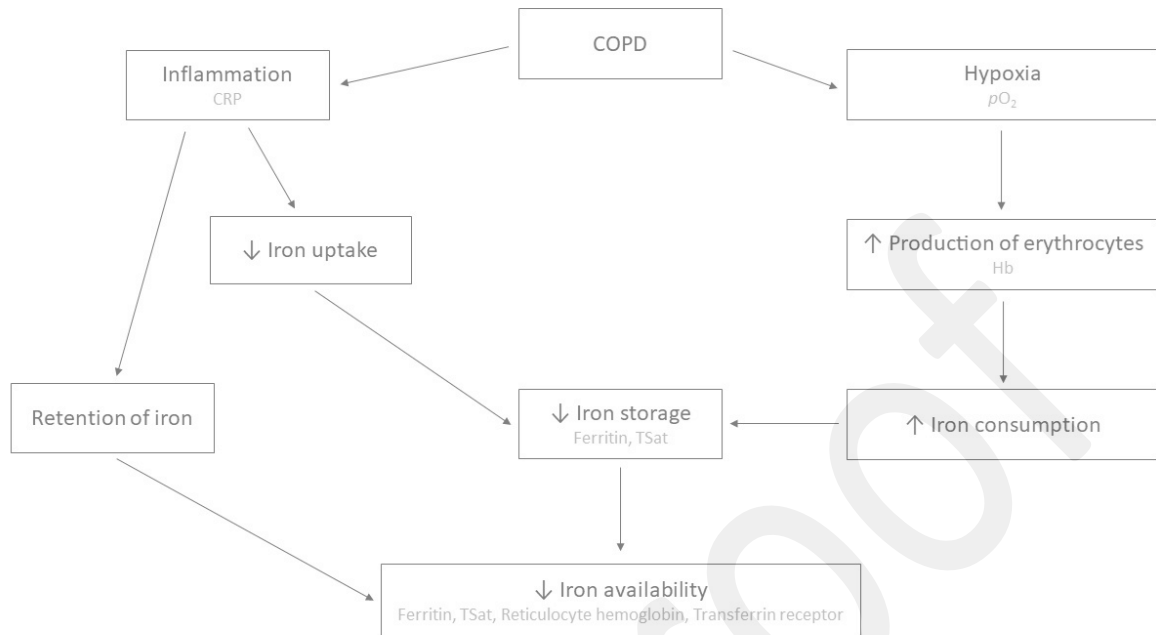 COPD
Inflammation
CRP
Hypoxia
pO₂
↓ Iron uptake
↑ Production of erythrocytes
Hb
Retention of iron
↓ Iron storage
Ferritin, TSat
↑ Iron consumption
↓ Iron availability
Ferritin, TSat, Reticulocyte hemoglobin, Transferrin receptor